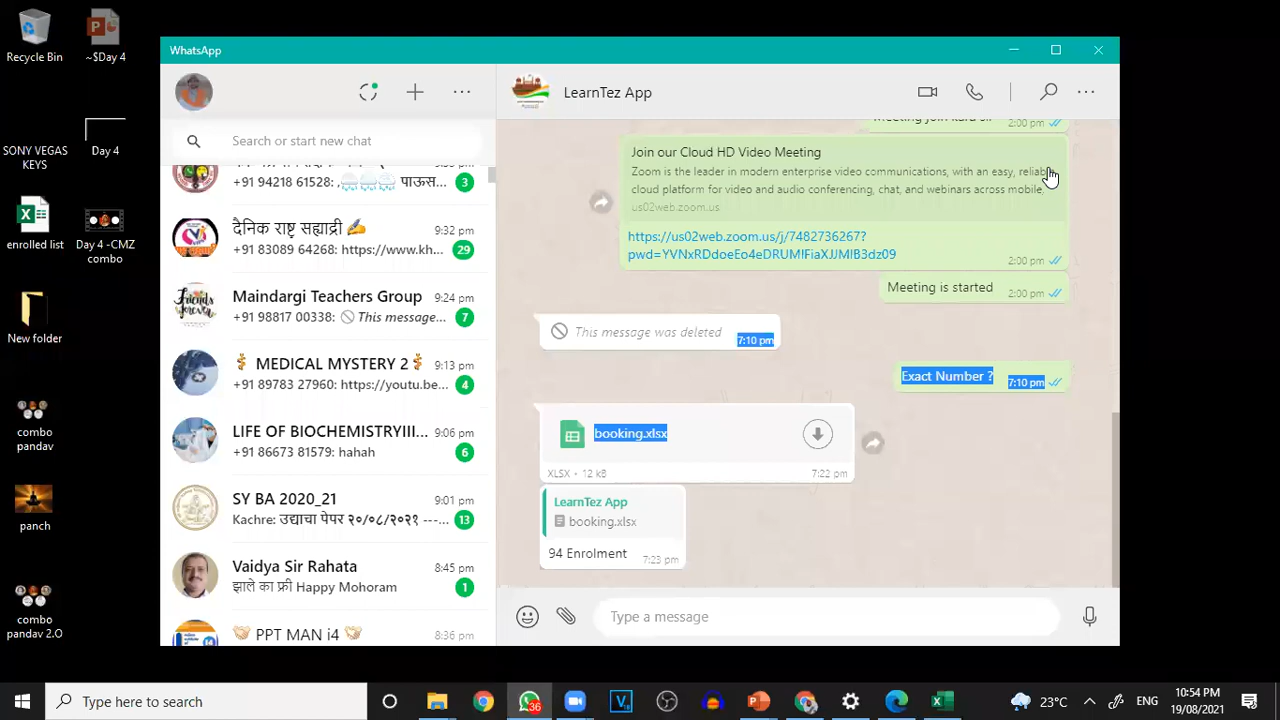 Recycle Bin
~$Day 4
SONY VEGAS
KEYS
Day 4
enrolled list
Day 4 -CMZ
combo
New folder
combo
pandav
panch
combo
pandav 2.O
WhatsApp
Search or start new chat
+91 94218 61528: ,🌨️🌨️🌨️ पाऊस...
3
दैनिक राष्ट्र सह्याद्री ✍️
9:32 pm
+91 83089 64268: https://www.kh...
29
Maindargi Teachers Group
9:24 pm
+91 98817 00338: 🚫 This message...
7
MEDICAL MYSTERY 2
9:13 pm
+91 89783 27960: https://youtu.be...
4
LIFE OF BIOCHEMISTRYIII...
9:06 pm
+91 86673 81579: hahah
6
SY BA 2020_21
9:01 pm
Kachre: उद्याचा पेपर २०/०८/२०२१ ---...
13
Vaidya Sir Rahata
8:45 pm
झाले का फ्री Happy Mohoram
1
PPT MAN i4
8:36 pm
LearnTez App
2:00 pm
Join our Cloud HD Video Meeting
Zoom is the leader in modern enterprise video communications, with an easy, reliable
cloud platform for video and audio conferencing, chat, and webinars across mobile,
us02web.zoom.us
https://us02web.zoom.us/j/7482736267?
pwd=YVNxRDdoeEo4eDRUMlFiaXJJMlB3dz09
2:00 pm
Meeting is started
2:00 pm
This message was deleted
7:10 pm
Exact Number ?
7:10 pm
booking.xlsx
XLSX • 12 kB
7:22 pm
LearnTez App
booking.xlsx
94 Enrolment
7:23 pm
Type a message
Type here to search
36
23°C
ENG
10:54 PM
19/08/2021